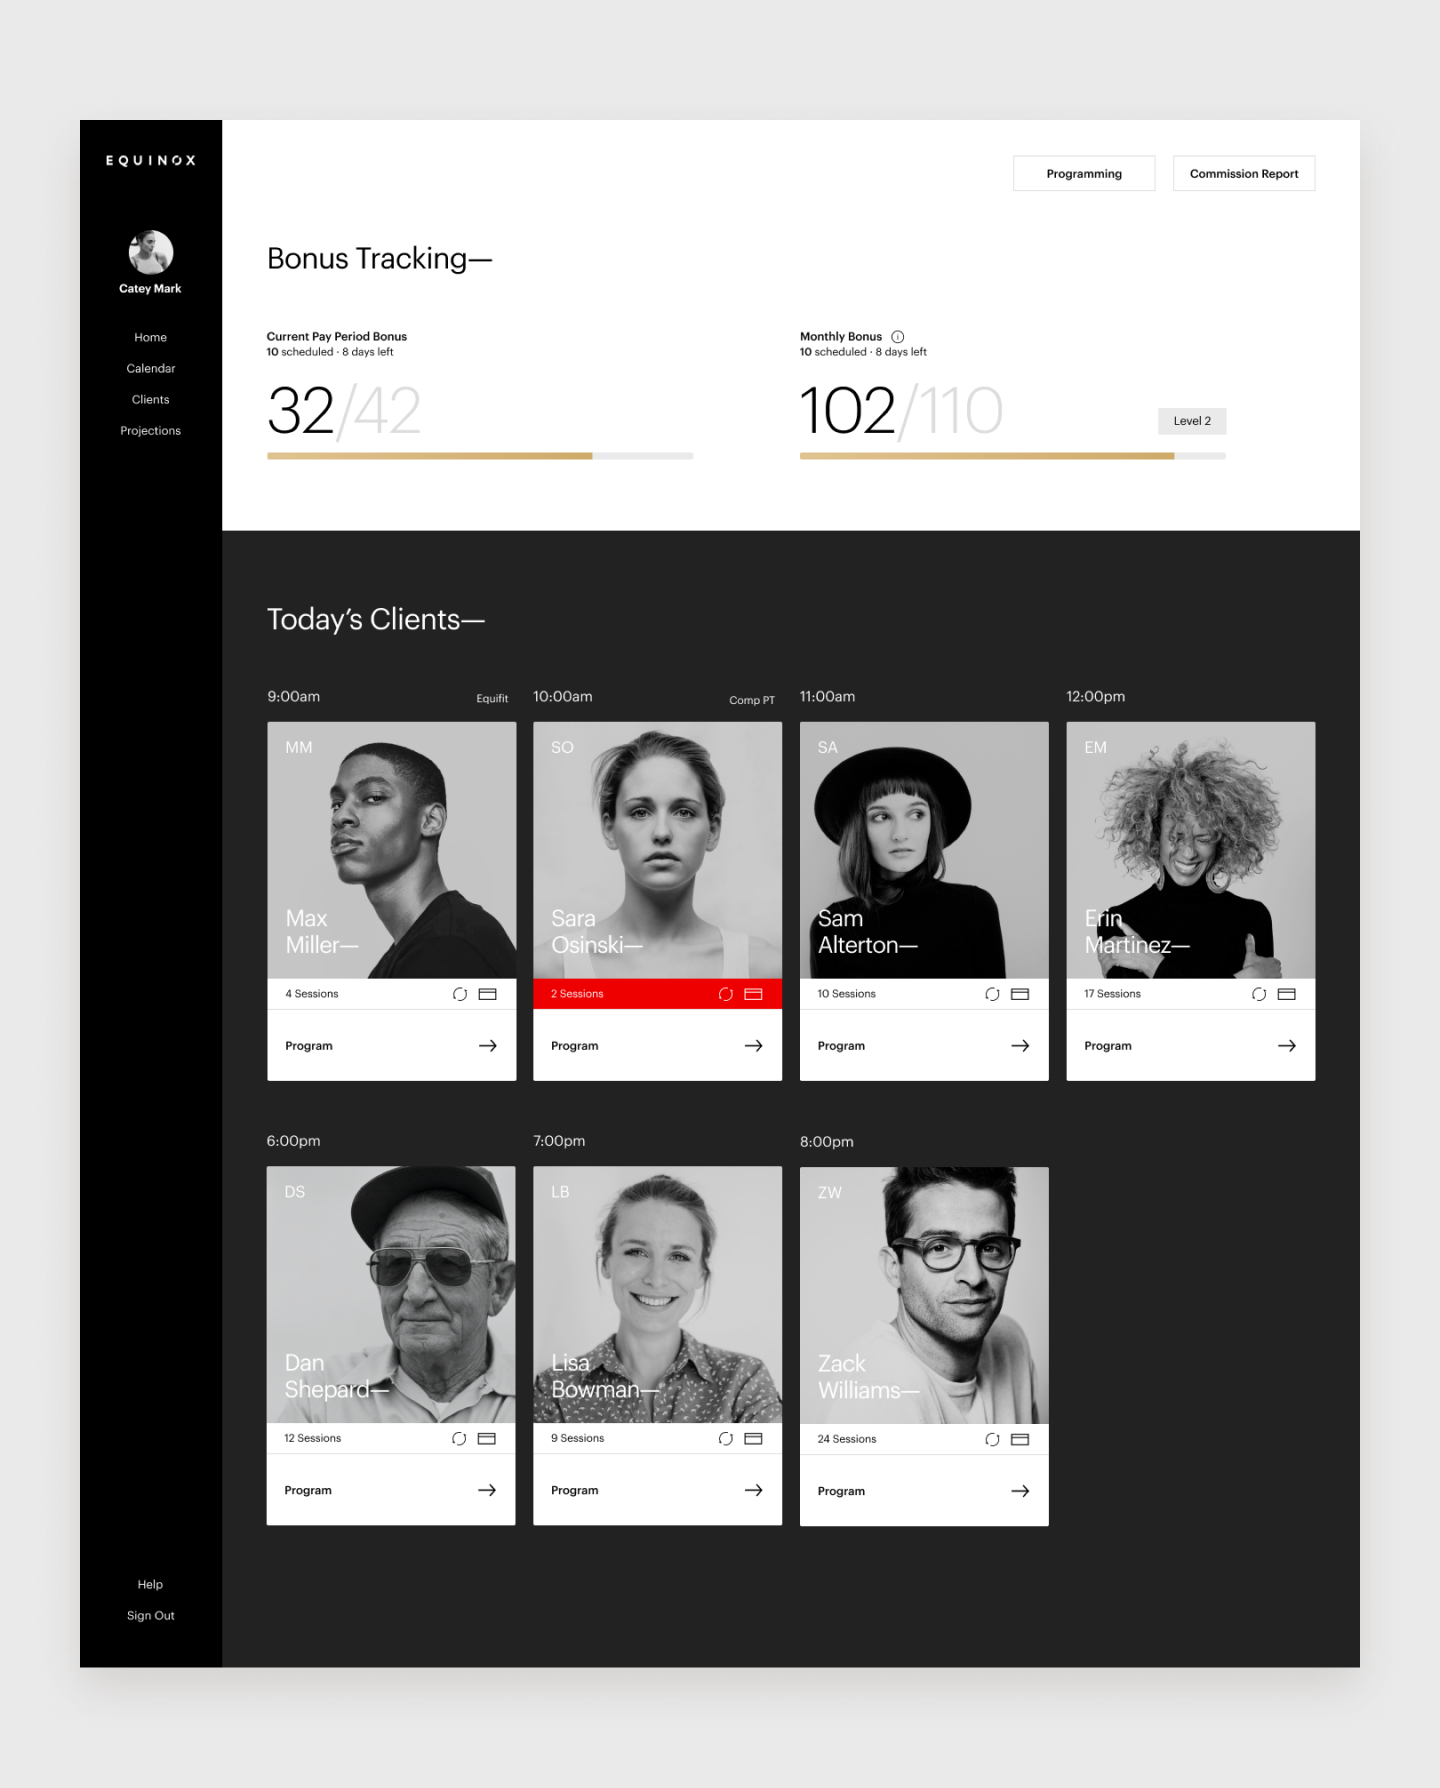 EQUINOX
Catey Mark
Home
Calendar
Clients
Projections
Help
Sign Out
Programming
Commission Report
Bonus Tracking—
Current Pay Period Bonus
10 scheduled · 8 days left
32/42
Monthly Bonus i
10 scheduled · 8 days left
102/110
Level 2
Today’s Clients—
9:00am
Equifit
MM
Max
Miller—
4 Sessions
Program
10:00am
Comp PT
SO
Sara
Osinski—
2 Sessions
Program
11:00am
SA
Sam
Alterton—
10 Sessions
Program
12:00pm
EM
Erin
Martinez—
17 Sessions
Program
6:00pm
DS
Dan
Shepard—
12 Sessions
Program
7:00pm
LB
Lisa
Bowman—
9 Sessions
Program
8:00pm
ZW
Zack
Williams—
24 Sessions
Program